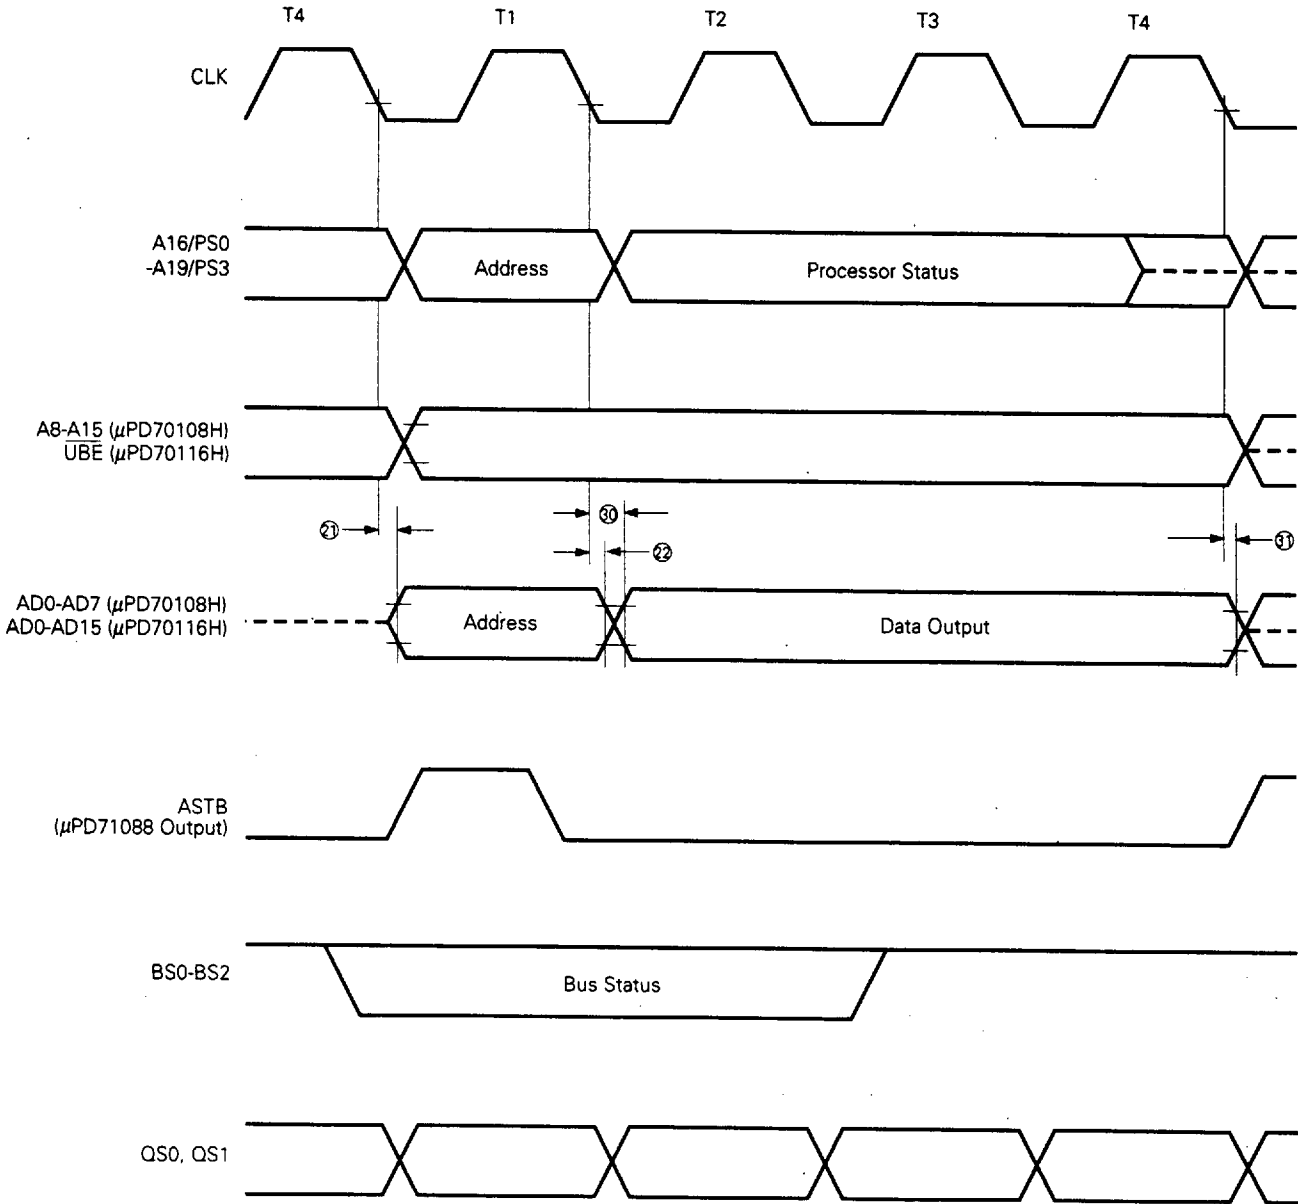 T4 T1 T2 T3 T4
CLK
A16/PS0
-A19/PS3
Address
Processor Status
A8-A15 (μPD70108H)
UBE (μPD70116H)
㉑
㉚
㉒
㉛
AD0-AD7 (μPD70108H)
AD0-AD15 (μPD70116H)
Address
Data Output
ASTB
(μPD71088 Output)
BS0-BS2
Bus Status
QS0, QS1